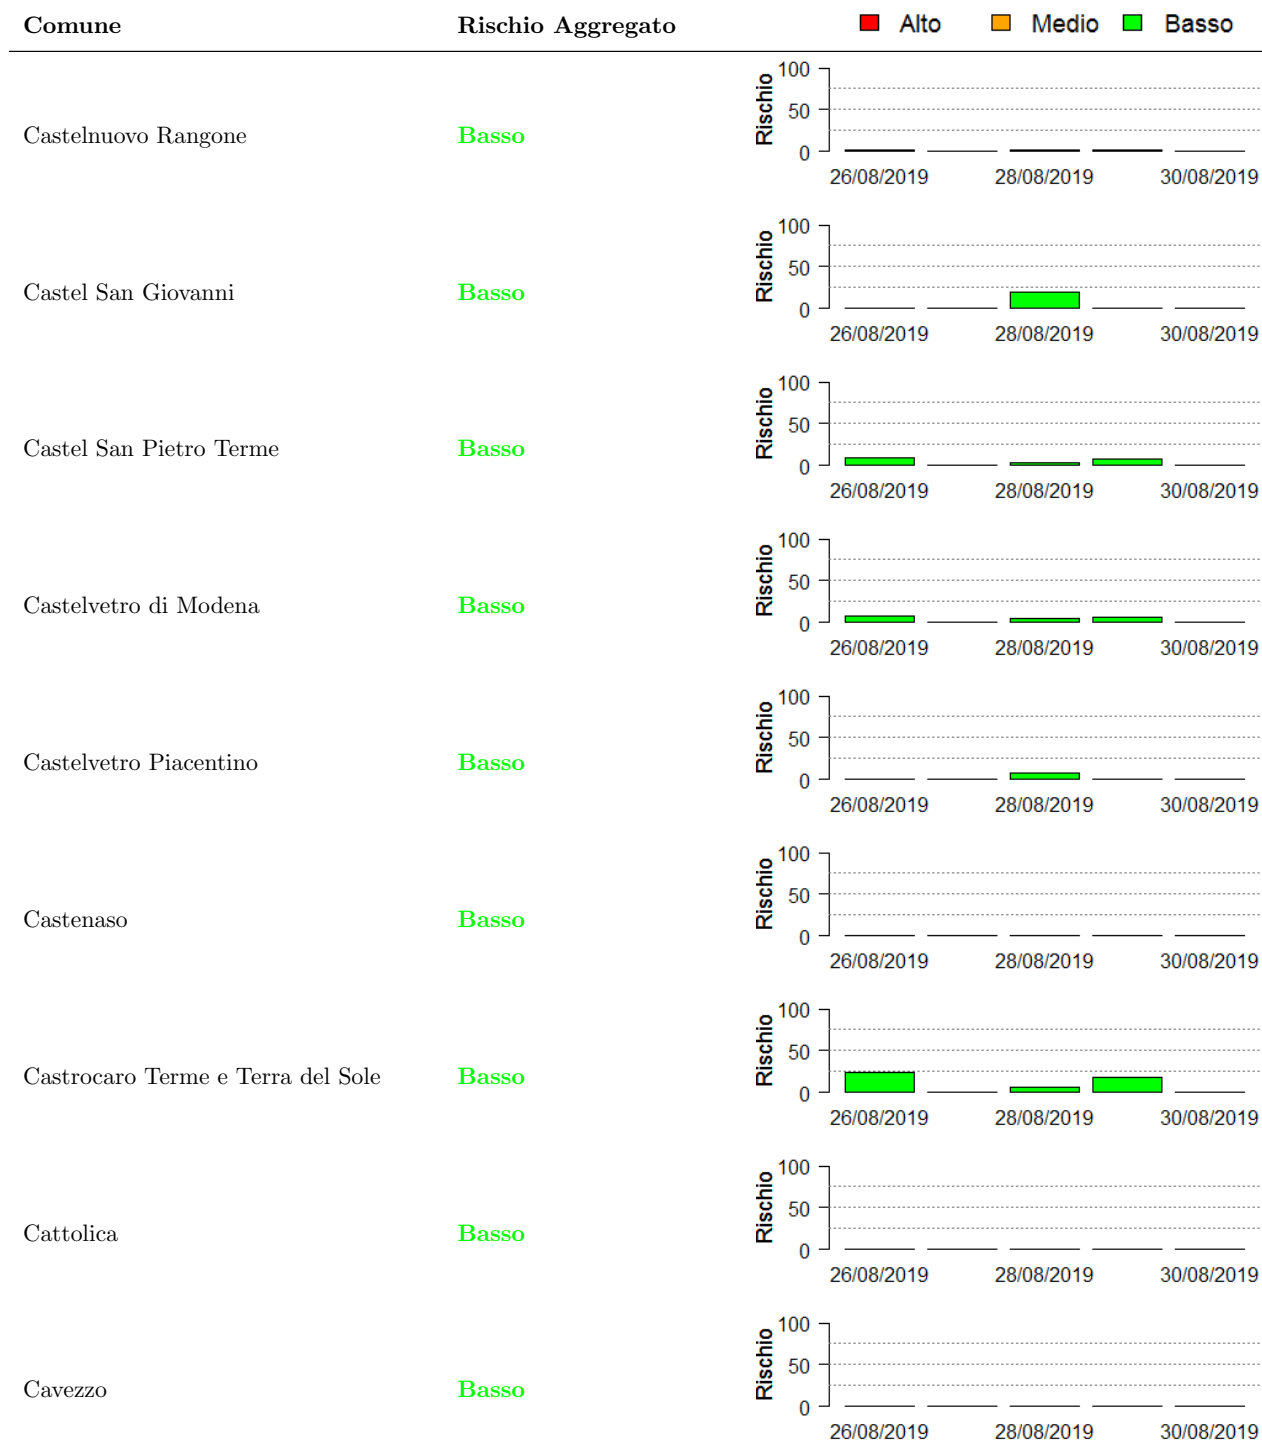 Comune Rischio Aggregato Alto Medio Basso
100
50
0
Rischio
Castelnuovo Rangone Basso
26/08/2019 28/08/2019 30/08/2019
100
50
0
Rischio
Castel San Giovanni Basso
26/08/2019 28/08/2019 30/08/2019
100
50
0
Rischio
Castel San Pietro Terme Basso
26/08/2019 28/08/2019 30/08/2019
100
50
0
Rischio
Castelvetro di Modena Basso
26/08/2019 28/08/2019 30/08/2019
100
50
0
Rischio
Castelvetro Piacentino Basso
26/08/2019 28/08/2019 30/08/2019
100
50
0
Rischio
Castenaso Basso
26/08/2019 28/08/2019 30/08/2019
100
50
0
Rischio
Castrocaro Terme e Terra del Sole Basso
26/08/2019 28/08/2019 30/08/2019
100
50
0
Rischio
Cattolica Basso
26/08/2019 28/08/2019 30/08/2019
100
50
0
Rischio
Cavezzo Basso
26/08/2019 28/08/2019 30/08/2019